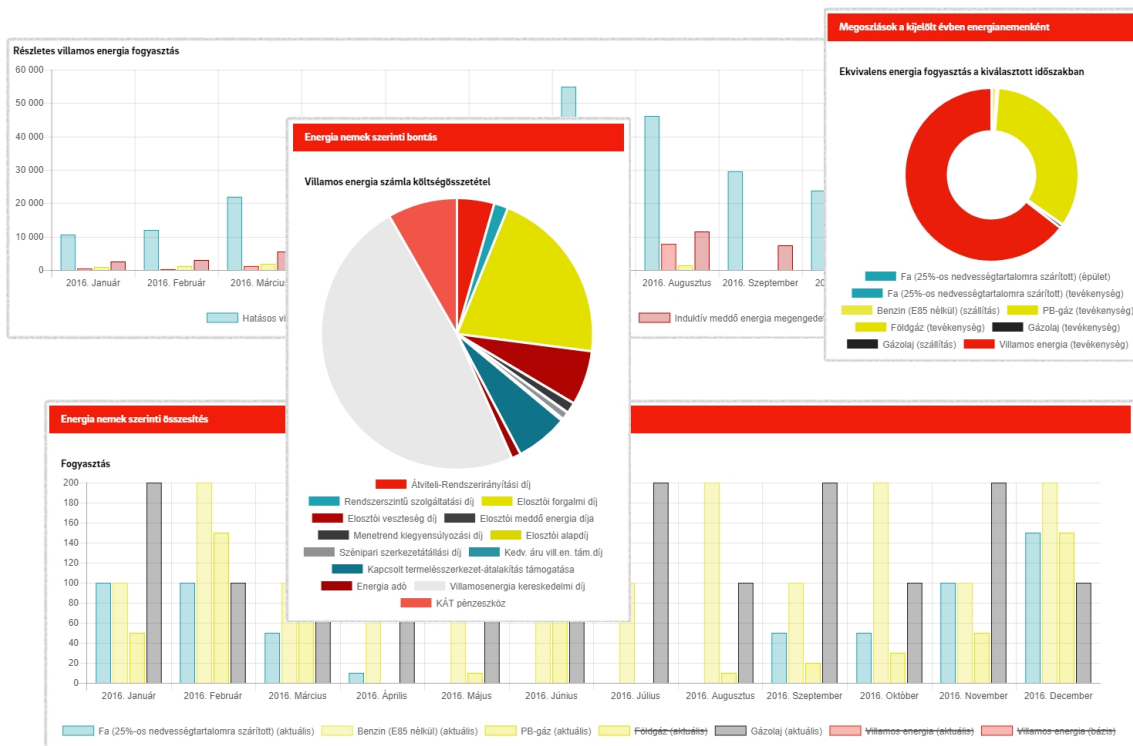 Részletes villamos energia fogyasztás
60 000
50 000
40 000
30 000
20 000
10 000
0
2016. Január
2016. Február
2016. Március
2016. Augusztus
2016. Szeptember
Hatásos
Induktív meddő energia
Megoszlások a kijelölt évben energianemenként
Ekvivalens energia fogyasztás a kiválasztott időszakban
Fa (25%-os nedvességtartalomra szárított) (épület)
Fa (25%-os nedvességtartalomra szárított) (tevékenység)
Benzin (E85 nélkül) (szállítás) PB-gáz (tevékenység)
Földgáz (tevékenység) Gázolaj (tevékenység)
Gázolaj (szállítás) Villamos energia (tevékenység)
Energia nemek szerinti bontás
Villamos energia számla költségösszetétel
Átviteli-Rendszerirányítási díj
Rendszerszintű szolgáltatási díj Elosztói forgalmi díj
Elosztói veszteség díj Elosztói meddő energia díja
Menetrend kiegyensúlyozási díj Elosztói alapdíj
Szénipari szerkezetátállási díj Kedv. áru vill.en. tám.díj
Kapcsolt termelésszerkezet-átalakítás támogatása
Energia adó Villamosenergia kereskedelmi díj
KÁT pénzeszköz
Energia nemek szerinti összesítés
Fogyasztás
200
180
160
140
120
100
80
60
40
20
0
2016. Január
2016. Február
2016. Március
2016. Április
2016. Május
2016. Június
2016. Július
2016. Augusztus
2016. Szeptember
2016. Október
2016. November
2016. December
Fa (25%-os nedvességtartalomra szárított) (aktuális) Benzin (E85 nélkül) (aktuális) PB-gáz (aktuális) Földgáz (aktuális) Gázolaj (aktuális) Villamos energia (aktuális) Villamos energia (bázis)